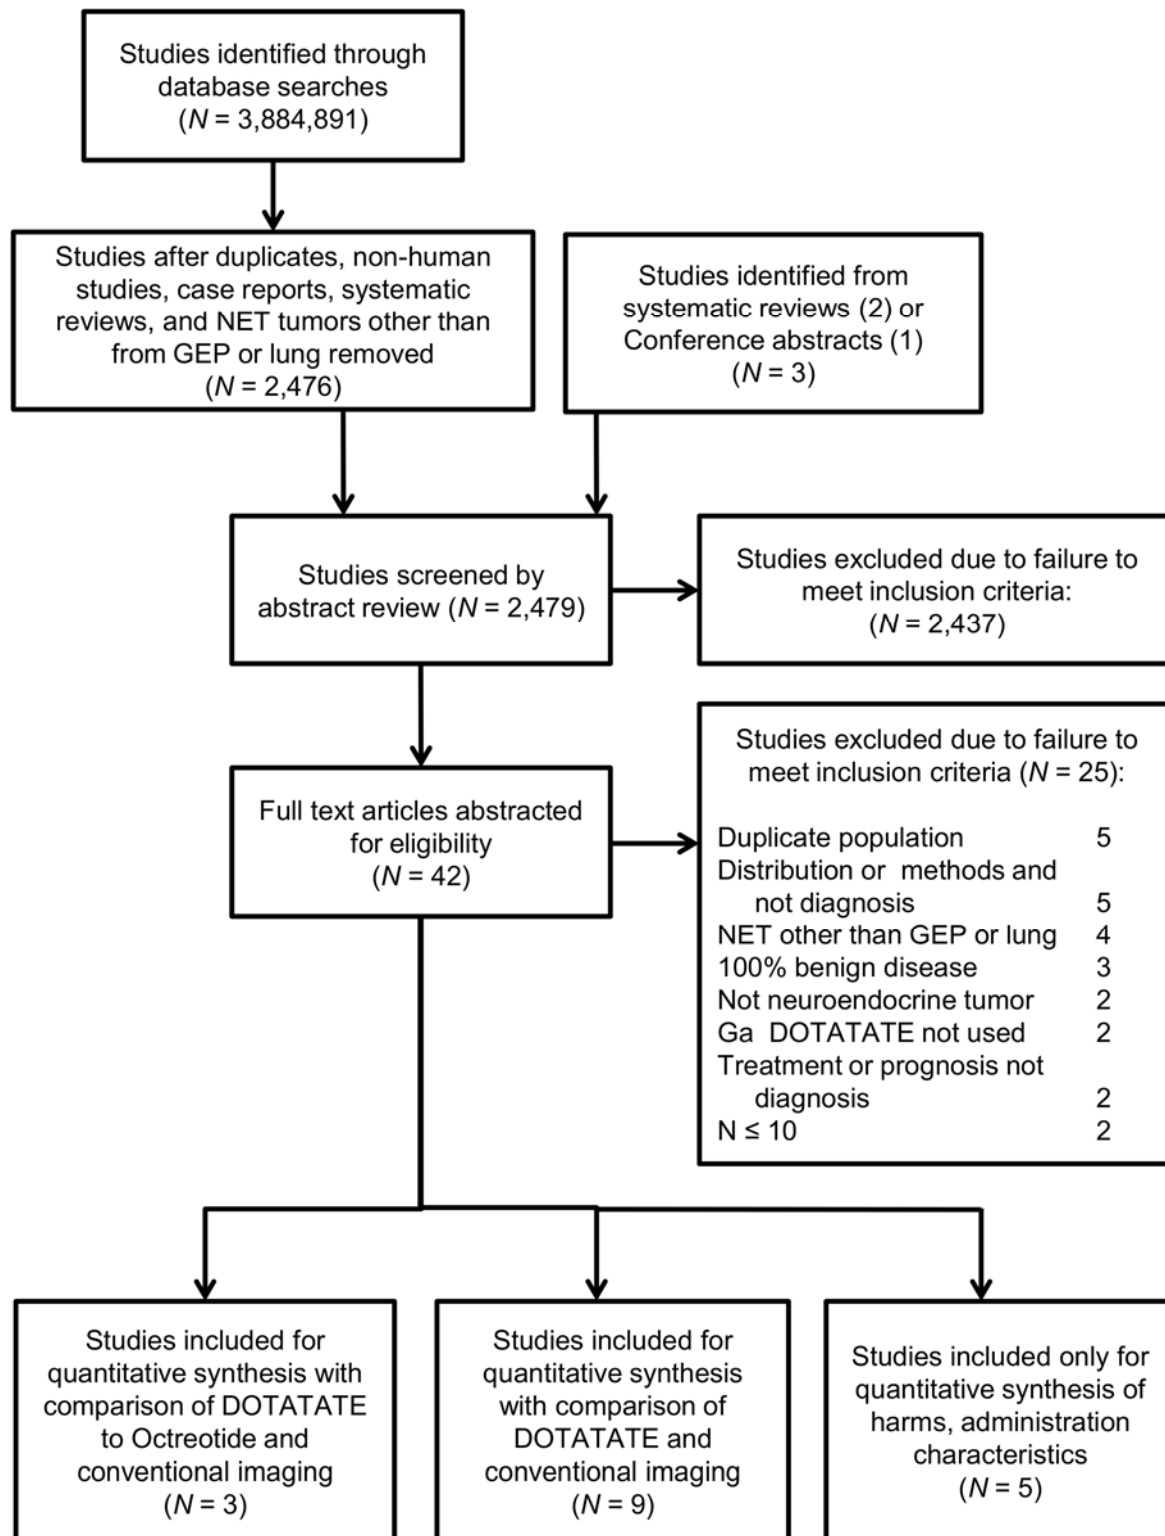 Studies identified through
database searches
(N = 3,884,891)
Studies after duplicates, non-human
studies, case reports, systematic
reviews, and NET tumors other than
from GEP or lung removed
(N = 2,476)
Studies identified from
systematic reviews (2) or
Conference abstracts (1)
(N = 3)
Studies screened by
abstract review (N = 2,479)
Studies excluded due to failure to
meet inclusion criteria:
(N = 2,437)
Full text articles abstracted
for eligibility
(N = 42)
Studies excluded due to failure to
meet inclusion criteria (N = 25):
Duplicate population 5
Distribution or methods and
not diagnosis 5
NET other than GEP or lung 4
100% benign disease 3
Not neuroendocrine tumor 2
Ga DOTATATE not used 2
Treatment or prognosis not
diagnosis 2
N ≤ 10 2
Studies included for
quantitative synthesis with
comparison of DOTATATE
to Octreotide and
conventional imaging
(N = 3)
Studies included for
quantitative synthesis
with comparison of
DOTATATE and
conventional imaging
(N = 9)
Studies included only for
quantitative synthesis of
harms, administration
characteristics
(N = 5)